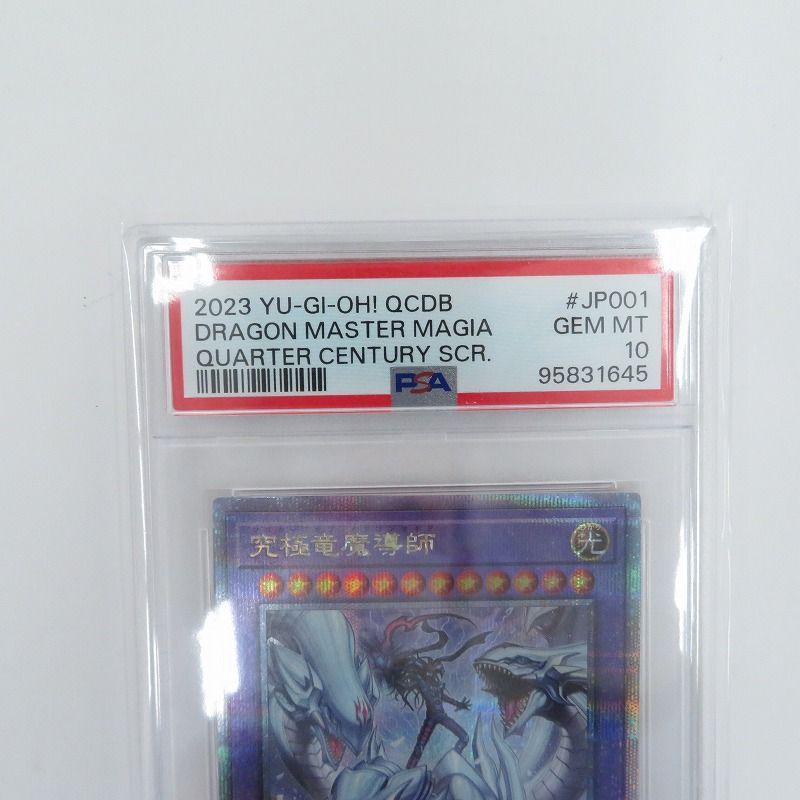 2023 YU-GI-OH! QCDB #JP001
DRAGON MASTER MAGIA GEM MT
QUARTER CENTURY SCR. 10
PSA 95831645
究極竜魔導師
光